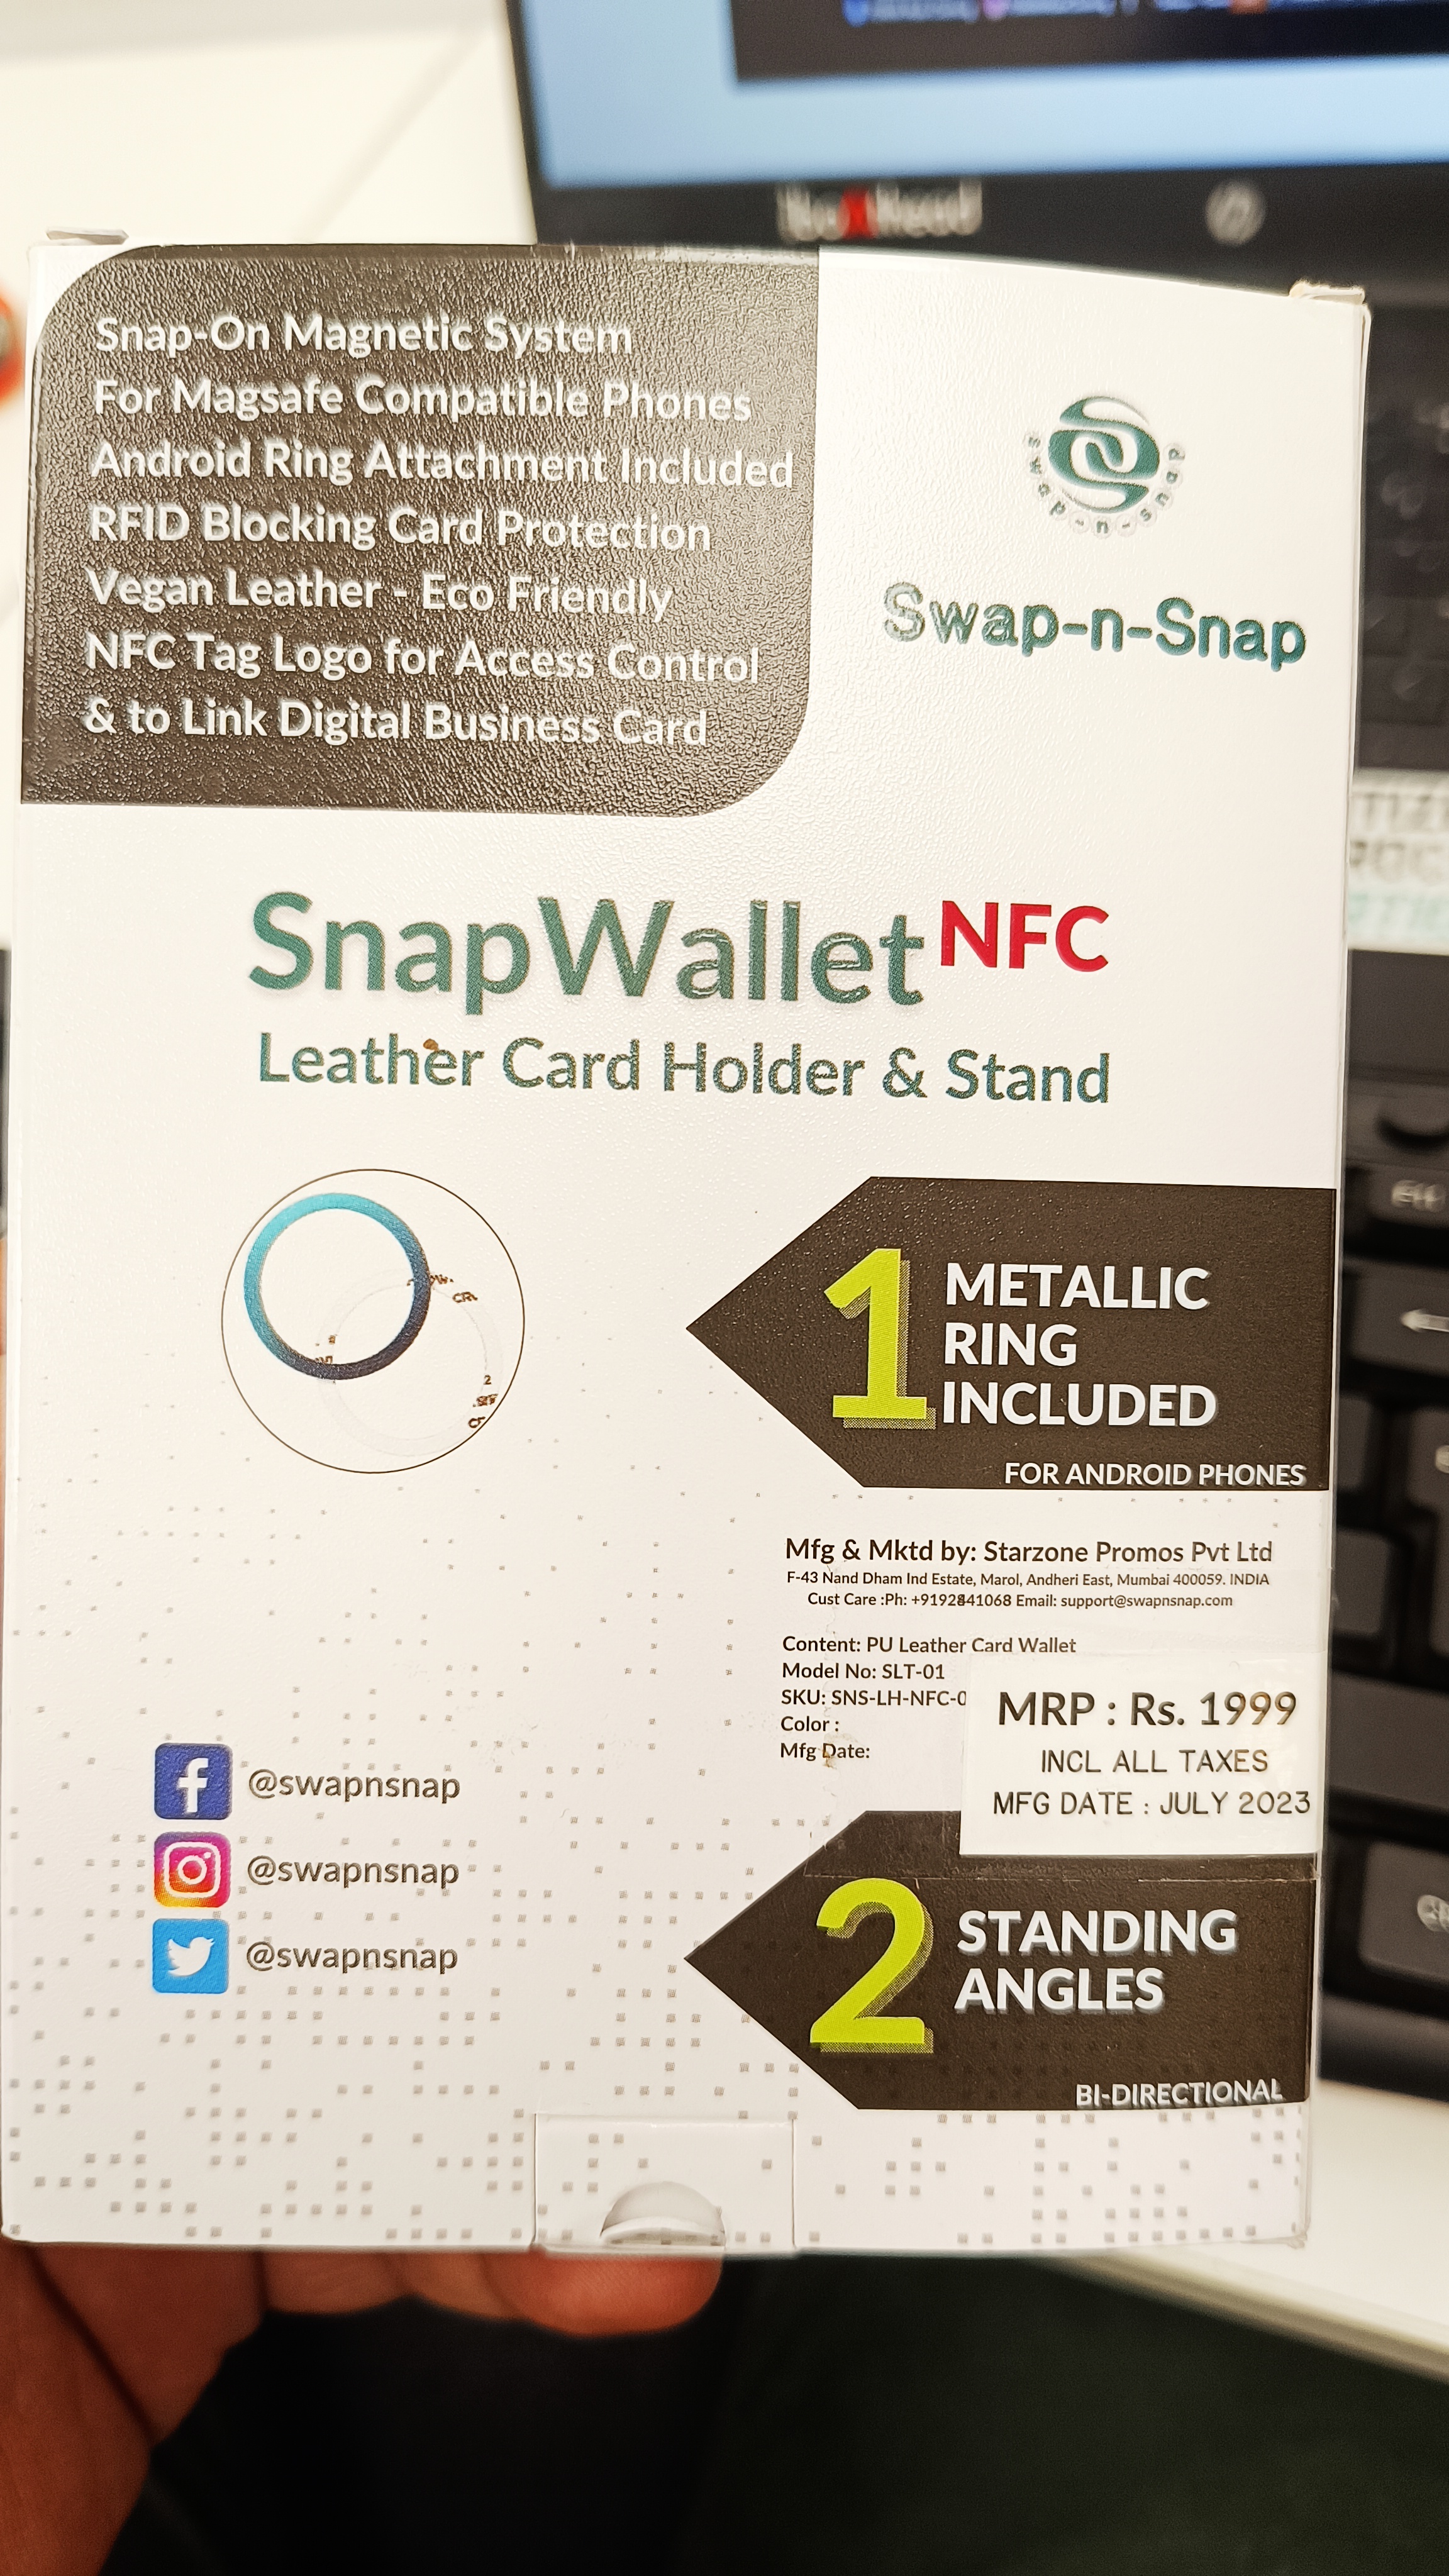 Snap-On Magnetic System
For Magsafe Compatible Phones
Android Ring Attachment Included
RFID Blocking Card Protection
Vegan Leather - Eco Friendly
NFC Tag Logo for Access Control
& to Link Digital Business Card
swap-n-snap
Swap-n-Snap
SnapWallet NFC
Leather Card Holder & Stand
1 METALLIC
RING
INCLUDED
FOR ANDROID PHONES
Mfg & Mktd by: Starzone Promos Pvt Ltd
F-43 Nand Dham Ind Estate, Marol, Andheri East, Mumbai 400059. INDIA
Cust Care :Ph: Email: support@swapnsnap.com
Content: PU Leather Card Wallet
Model No: SLT-01
SKU: SNS-LH-NFC-0
Color :
Mfg Date:
MRP : Rs. 1999
INCL ALL TAXES
MFG DATE : JULY 2023
@swapnsnap
@swapnsnap
@swapnsnap
2 STANDING
ANGLES
BI-DIRECTIONAL